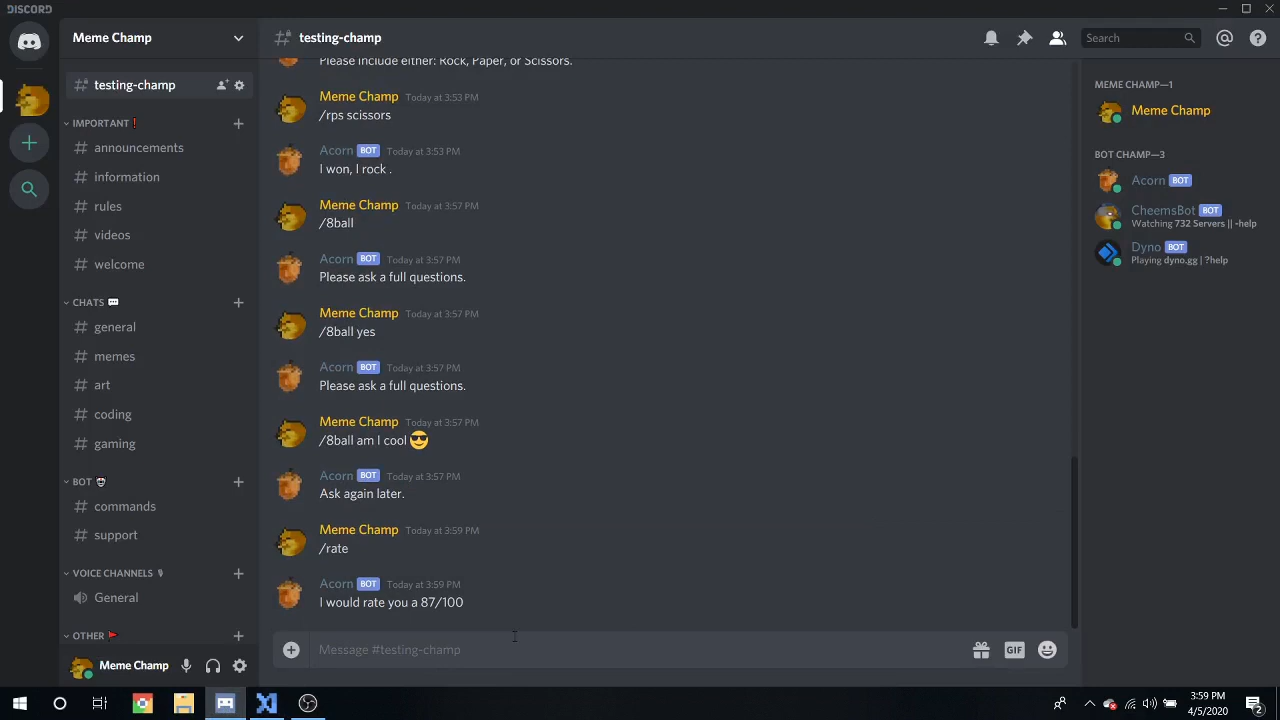 DISCORD
Meme Champ
testing-champ
IMPORTANT
announcements
information
rules
videos
welcome
CHATS
general
memes
art
coding
gaming
BOT
commands
support
VOICE CHANNELS
General
OTHER
Meme Champ
testing-champ
Search
Please include either: Rock, Paper, or Scissors.
Meme Champ Today at 3:53 PM
/rps scissors
Acorn BOT Today at 3:53 PM
I won, I rock .
Meme Champ Today at 3:57 PM
/8ball
Acorn BOT Today at 3:57 PM
Please ask a full questions.
Meme Champ Today at 3:57 PM
/8ball yes
Acorn BOT Today at 3:57 PM
Please ask a full questions.
Meme Champ Today at 3:57 PM
/8ball am I cool 😎
Acorn BOT Today at 3:57 PM
Ask again later.
Meme Champ Today at 3:59 PM
/rate
Acorn BOT Today at 3:59 PM
I would rate you a 87/100
Message #testing-champ
GIF
MEME CHAMP—1
Meme Champ
BOT CHAMP—3
Acorn BOT
CheemsBot BOT
Watching 732 Servers || -help
Dyno BOT
Playing dyno.gg | ?help
3:59 PM
4/5/2020
2